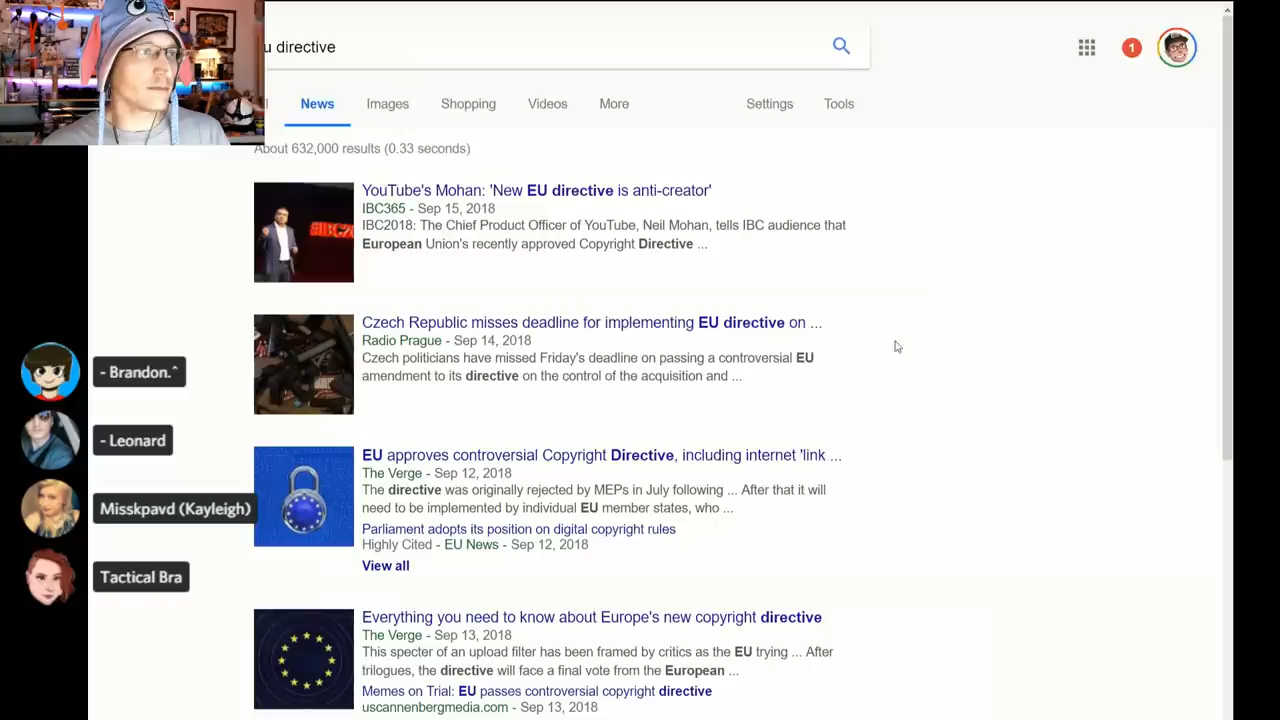 u directive
1
News
Images
Shopping
Videos
More
Settings
Tools
About 632,000 results (0.33 seconds)
YouTube's Mohan: 'New EU directive is anti-creator'
IBC365 - Sep 15, 2018
IBC2018: The Chief Product Officer of YouTube, Neil Mohan, tells IBC audience that
European Union's recently approved Copyright Directive ...
Czech Republic misses deadline for implementing EU directive on ...
Radio Prague - Sep 14, 2018
Czech politicians have missed Friday's deadline on passing a controversial EU
amendment to its directive on the control of the acquisition and ...
- Brandon.^
- Leonard
Misskpavd (Kayleigh)
Tactical Bra
EU approves controversial Copyright Directive, including internet 'link ...
The Verge - Sep 12, 2018
The directive was originally rejected by MEPs in July following ... After that it will
need to be implemented by individual EU member states, who ...
Parliament adopts its position on digital copyright rules
Highly Cited - EU News - Sep 12, 2018
View all
Everything you need to know about Europe's new copyright directive
The Verge - Sep 13, 2018
This specter of an upload filter has been framed by critics as the EU trying ... After
trilogues, the directive will face a final vote from the European ...
Memes on Trial: EU passes controversial copyright directive
uscannenbergmedia.com - Sep 13, 2018